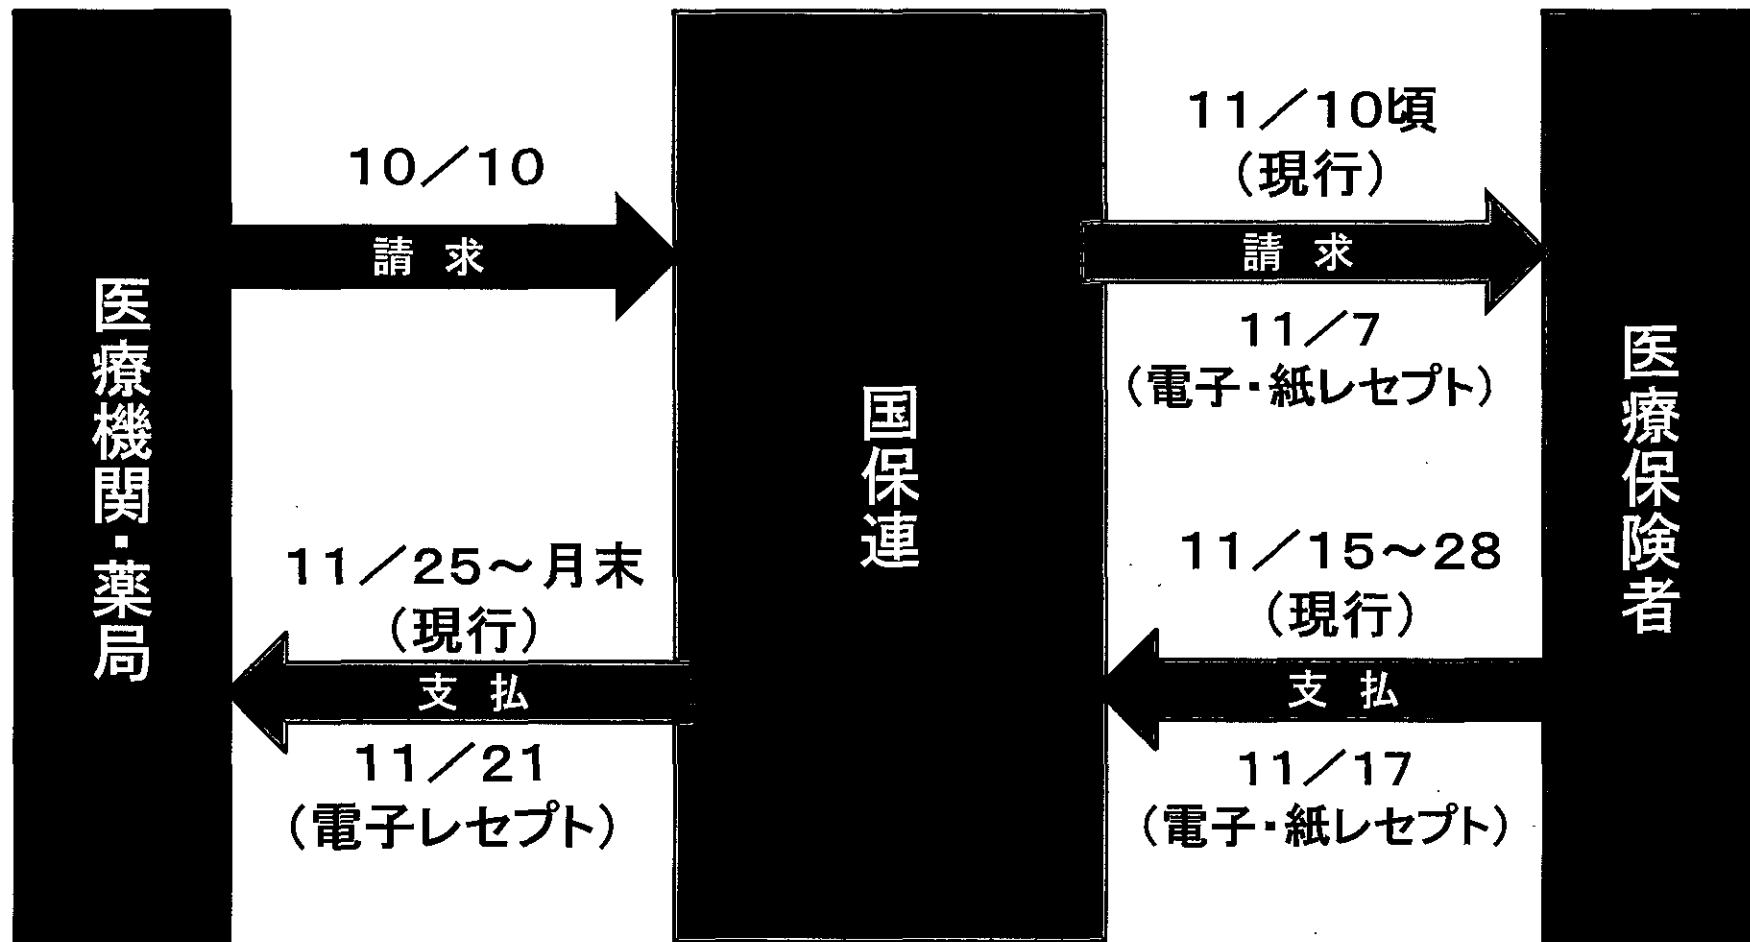 医療機関・薬局
10／10
請 求
11／25～月末
（現行）
支 払
11／21
（電子レセプト）
国保連
11／10頃
（現行）
請 求
11／7
（電子・紙レセプト）
11／15～28
（現行）
支 払
11／17
（電子・紙レセプト）
医療保険者